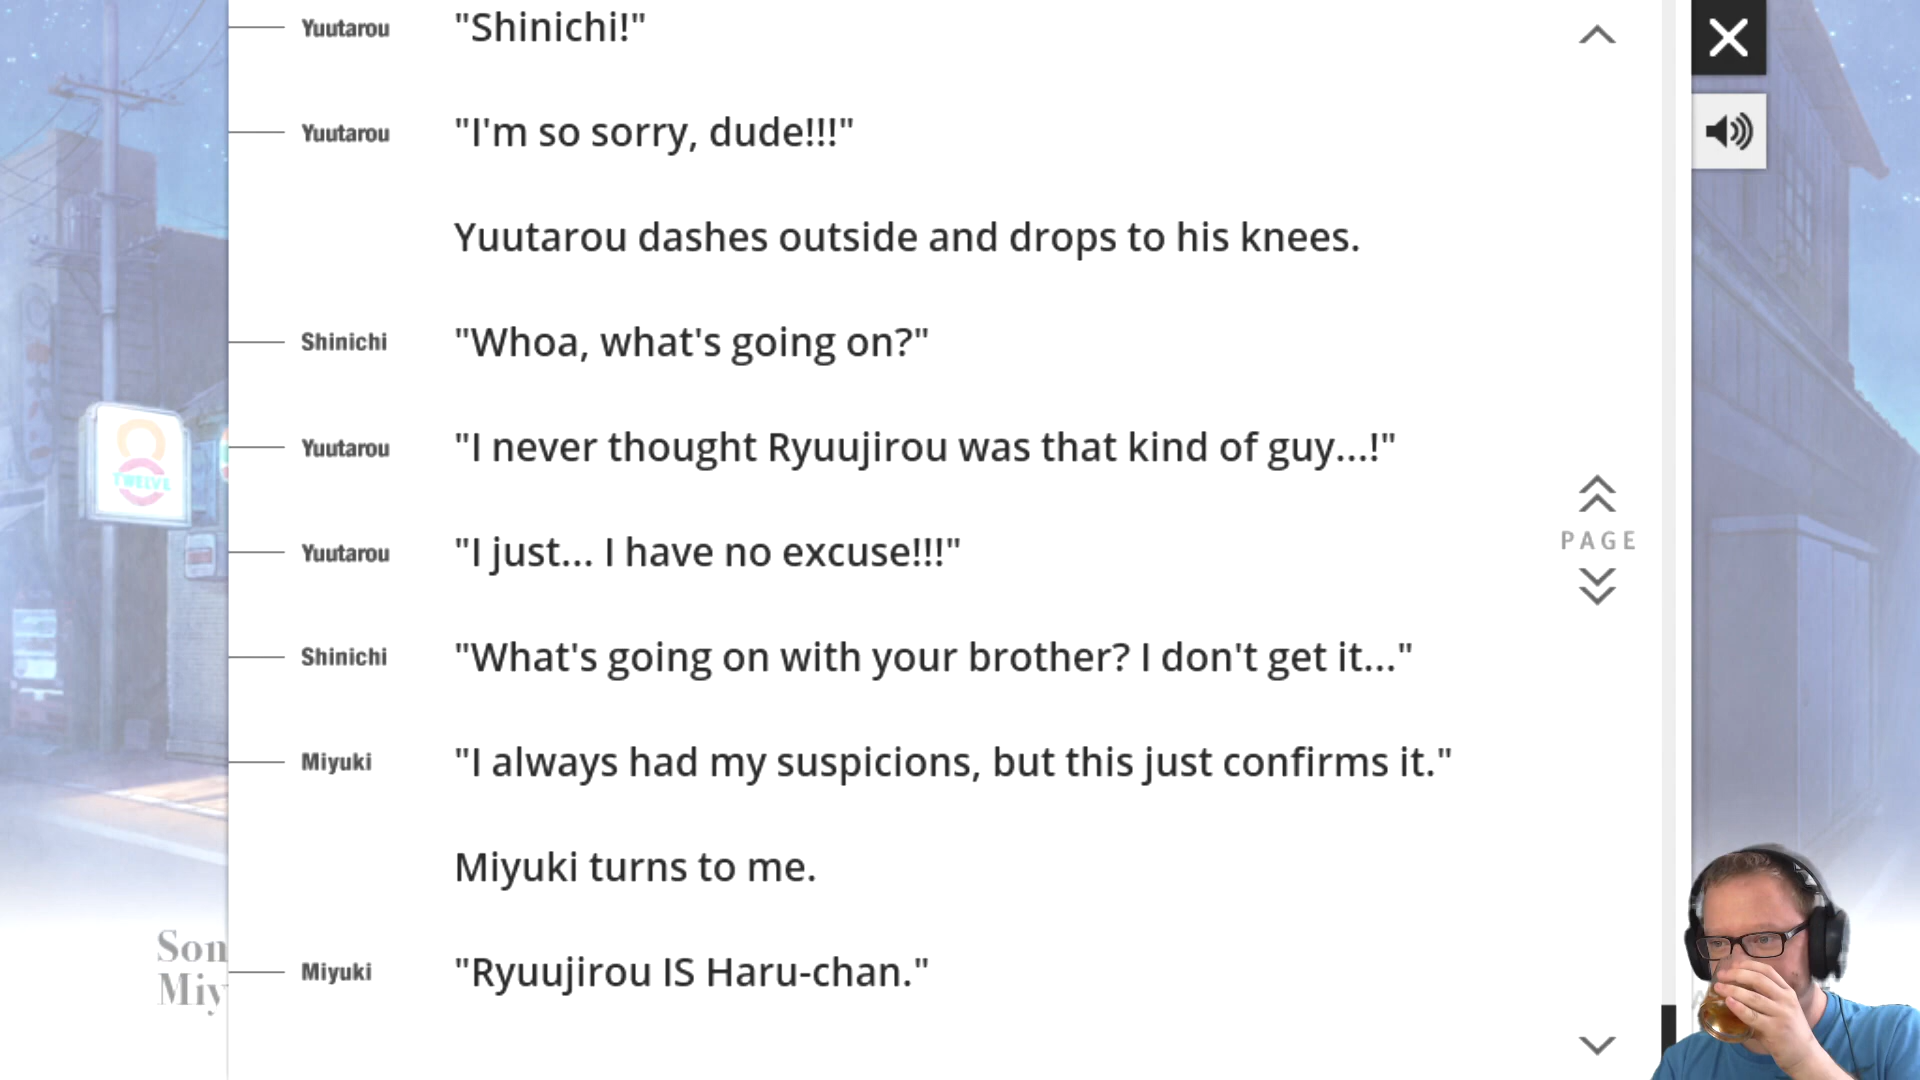 Yuutarou "Shinichi!"
Yuutarou "I'm so sorry, dude!!!"
Yuutarou dashes outside and drops to his knees.
Shinichi "Whoa, what's going on?"
Yuutarou "I never thought Ryuujirou was that kind of guy...!"
Yuutarou "I just... I have no excuse!!!"
Shinichi "What's going on with your brother? I don't get it..."
Miyuki "I always had my suspicions, but this just confirms it."
Miyuki turns to me.
Miyuki "Ryuujirou IS Haru-chan."
PAGE
TWELVE
Son
Miy